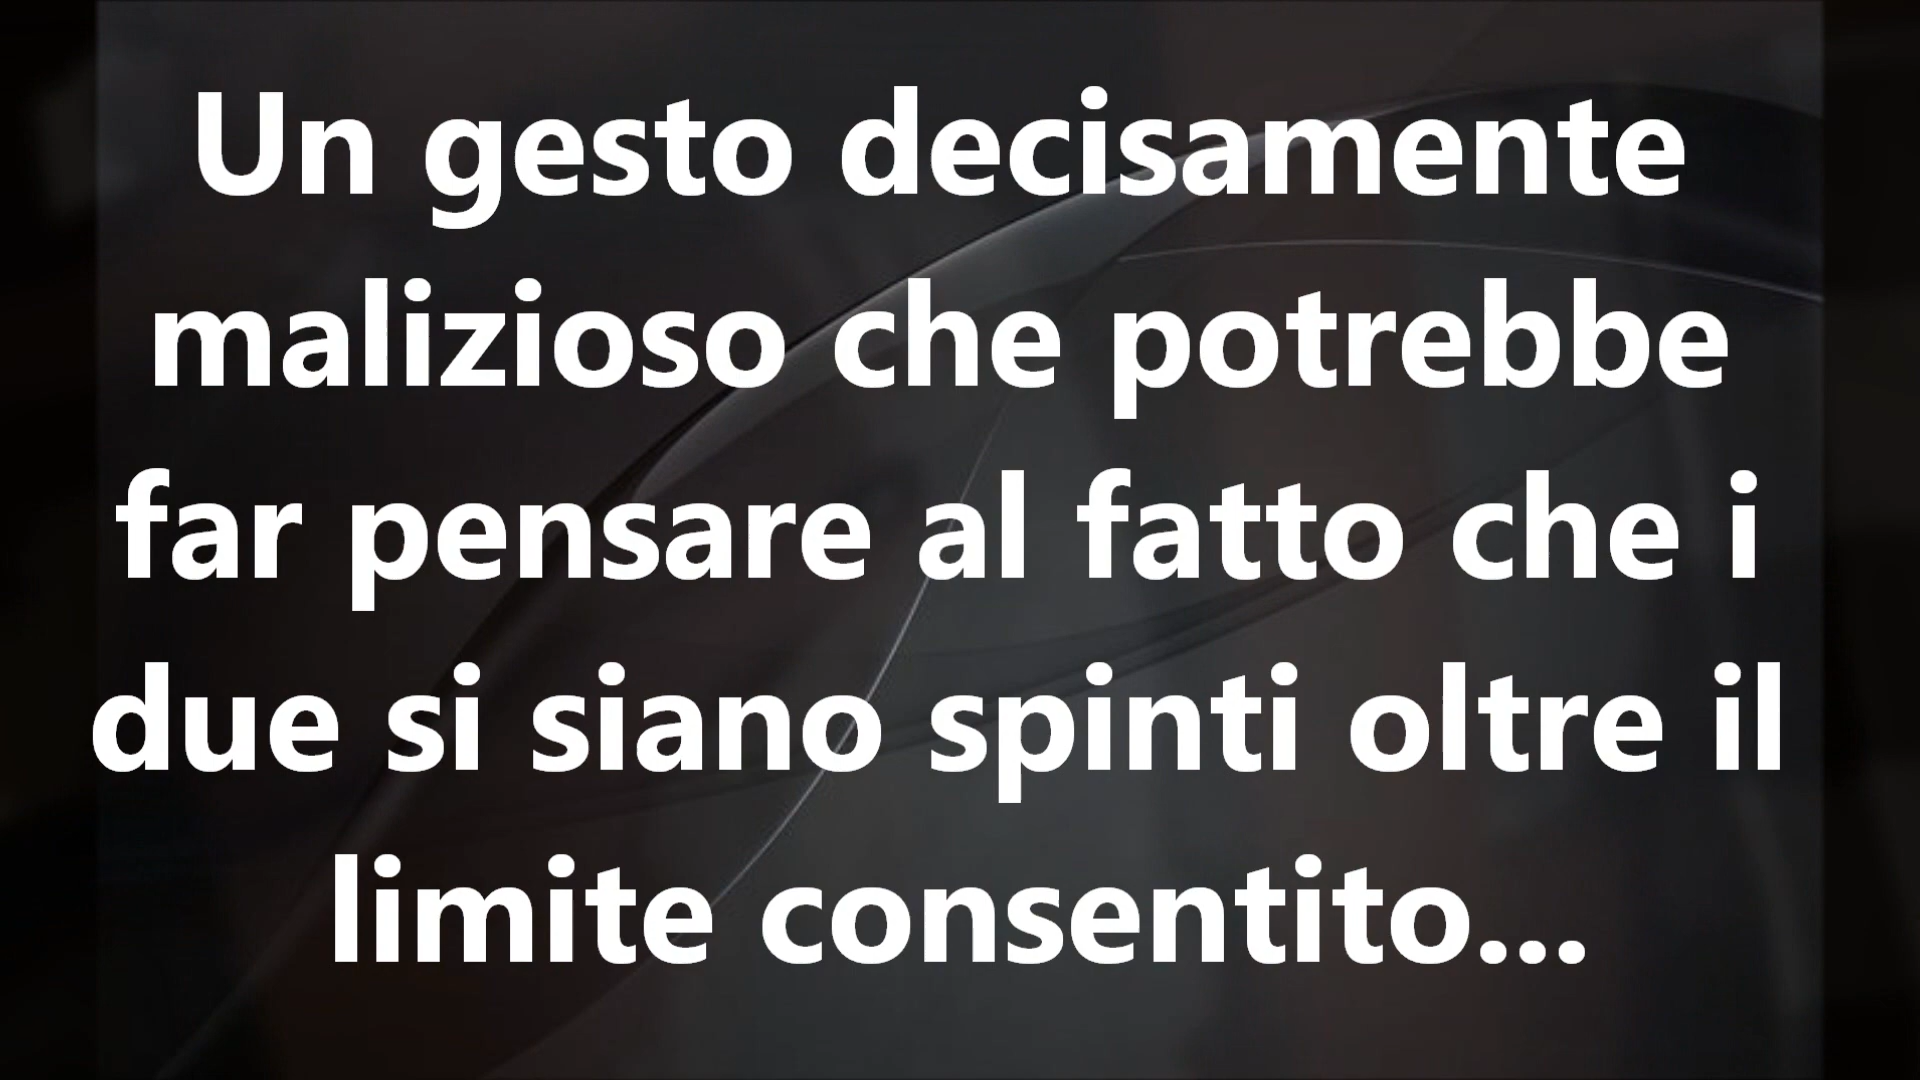 Un gesto decisamente
malizioso che potrebbe
far pensare al fatto che i
due si siano spinti oltre il
limite consentito...